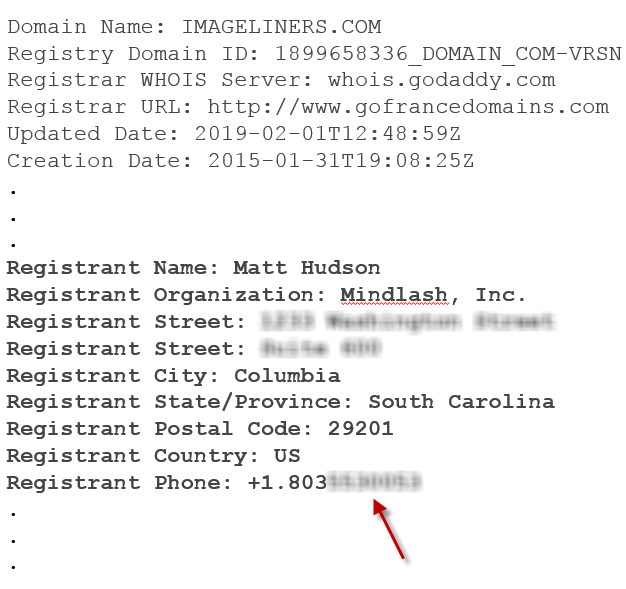 Domain Name: IMAGELINERS.COM
Registry Domain ID: 1899658336_DOMAIN_COM-VRSN
Registrar WHOIS Server: whois.godaddy.com
Registrar URL: http://www.gofrancedomains.com
Updated Date: 2019-02-01T12:48:59Z
Creation Date: 2015-01-31T19:08:25Z
.
.
.
Registrant Name: Matt Hudson
Registrant Organization: Mindlash, Inc.
Registrant Street:
Registrant Street:
Registrant City: Columbia
Registrant State/Province: South Carolina
Registrant Postal Code: 29201
Registrant Country: US
Registrant Phone: +1.803
.
.
.